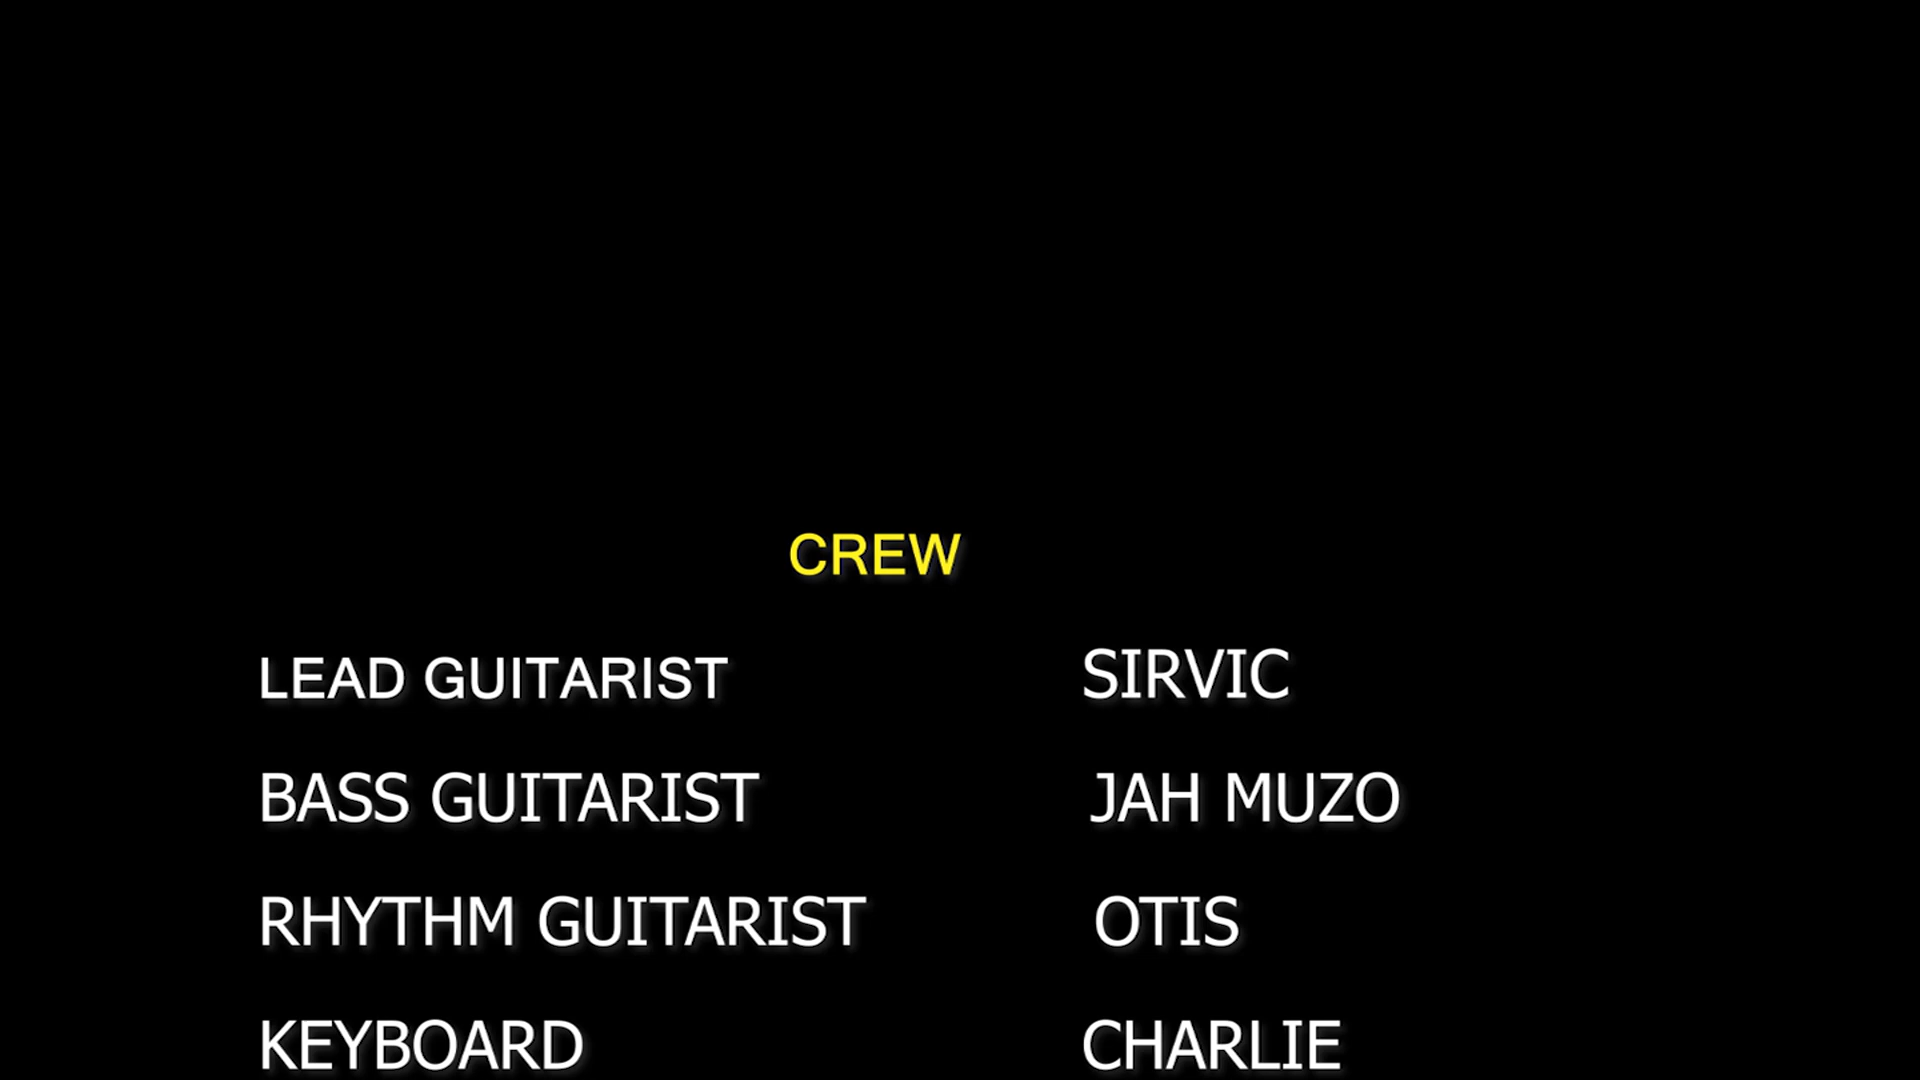 CREW
LEAD GUITARIST SIRVIC
BASS GUITARIST JAH MUZO
RHYTHM GUITARIST OTIS
KEYBOARD CHARLIE